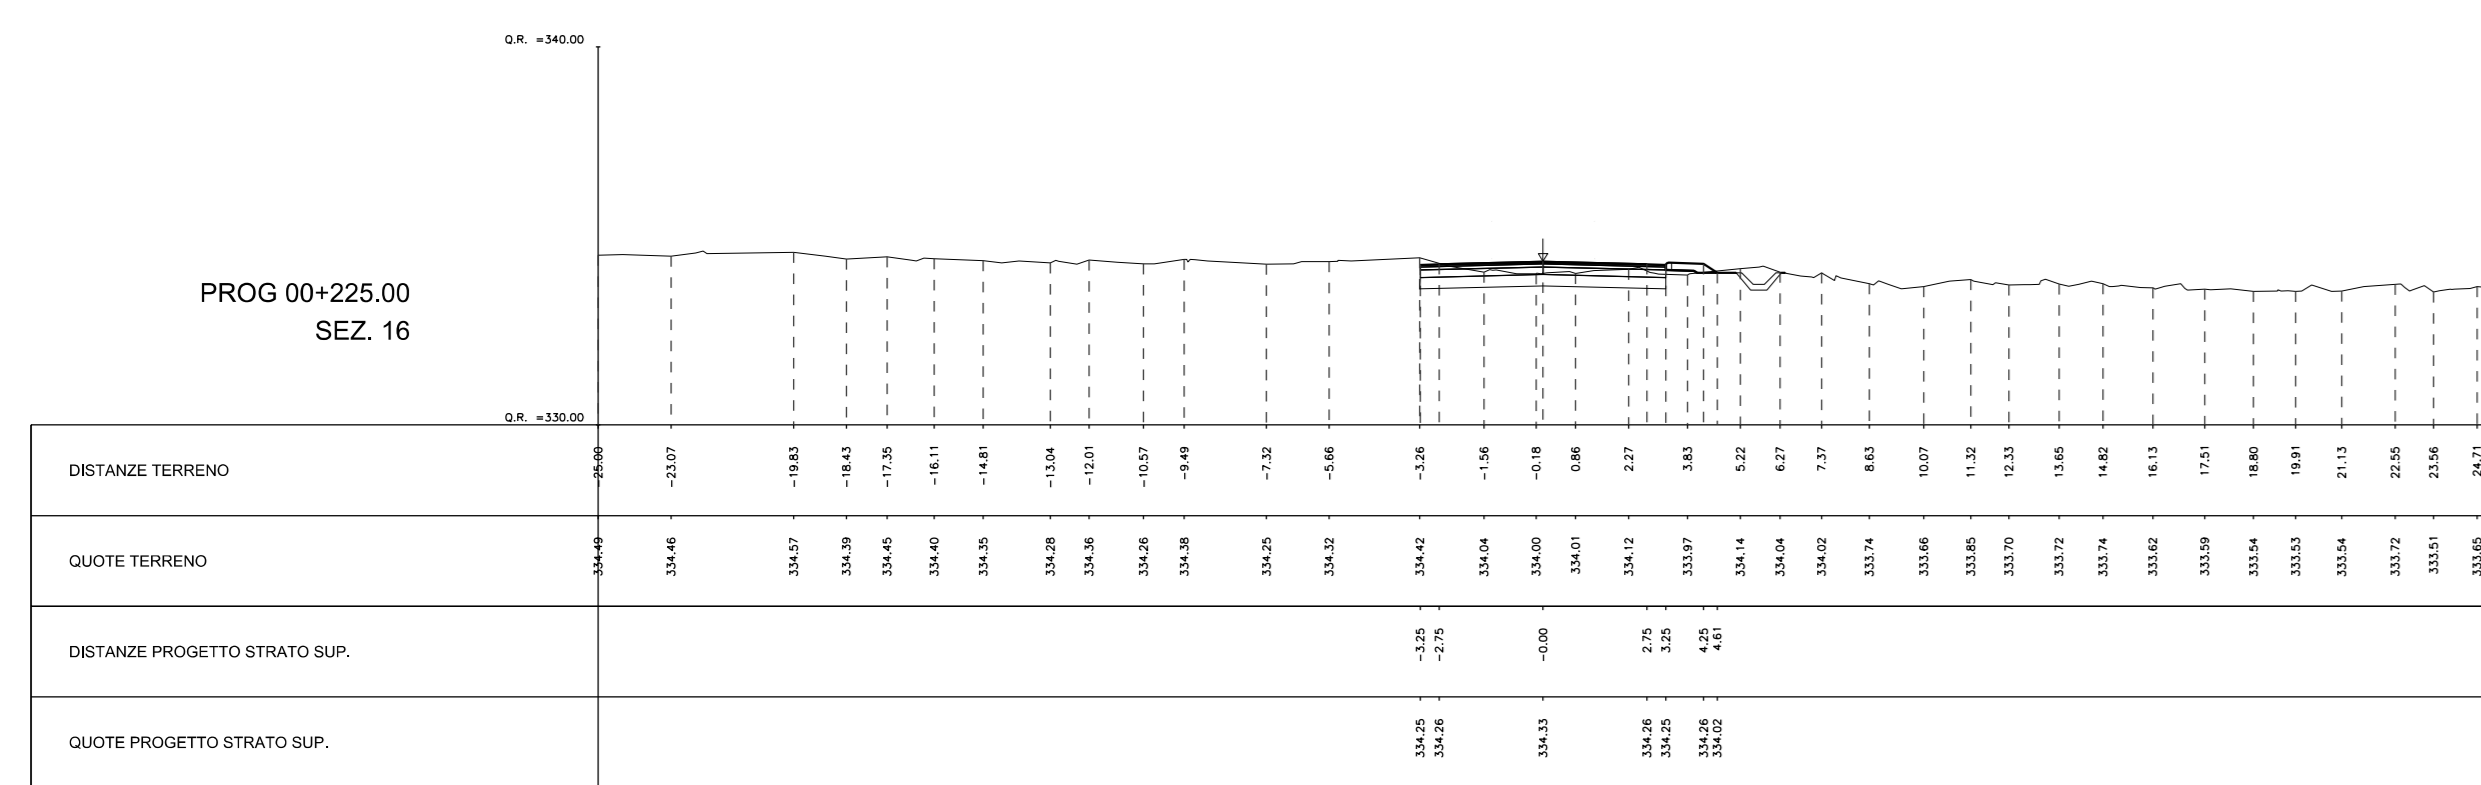 Q.R. =340.00
PROG 00+225.00
SEZ. 16
Q.R. =330.00
DISTANZE TERRENO -25.00 -23.07 -19.83 -18.43 -17.35 -16.11 -14.81 -13.04 -12.01 -10.57 -9.49 -7.32 -5.66 -3.26 -1.56 -0.18 0.86 2.27 3.83 5.22 6.27 7.37 8.63 10.07 11.32 12.33 13.65 14.82 16.13 17.51 18.80 19.91 21.13 22.55 23.56 24.71
QUOTE TERRENO 334.49 334.46 334.57 334.39 334.45 334.40 334.35 334.28 334.36 334.26 334.38 334.25 334.32 334.42 334.04 334.00 334.01 334.12 333.97 334.14 334.04 334.02 333.74 333.66 333.85 333.70 333.72 333.74 333.62 333.59 333.54 333.53 333.54 333.72 333.51 333.65
DISTANZE PROGETTO STRATO SUP. -3.25 -2.75 -0.00 2.75 3.25 4.25 4.61
QUOTE PROGETTO STRATO SUP. 334.25 334.26 334.33 334.26 334.25 334.26 334.02